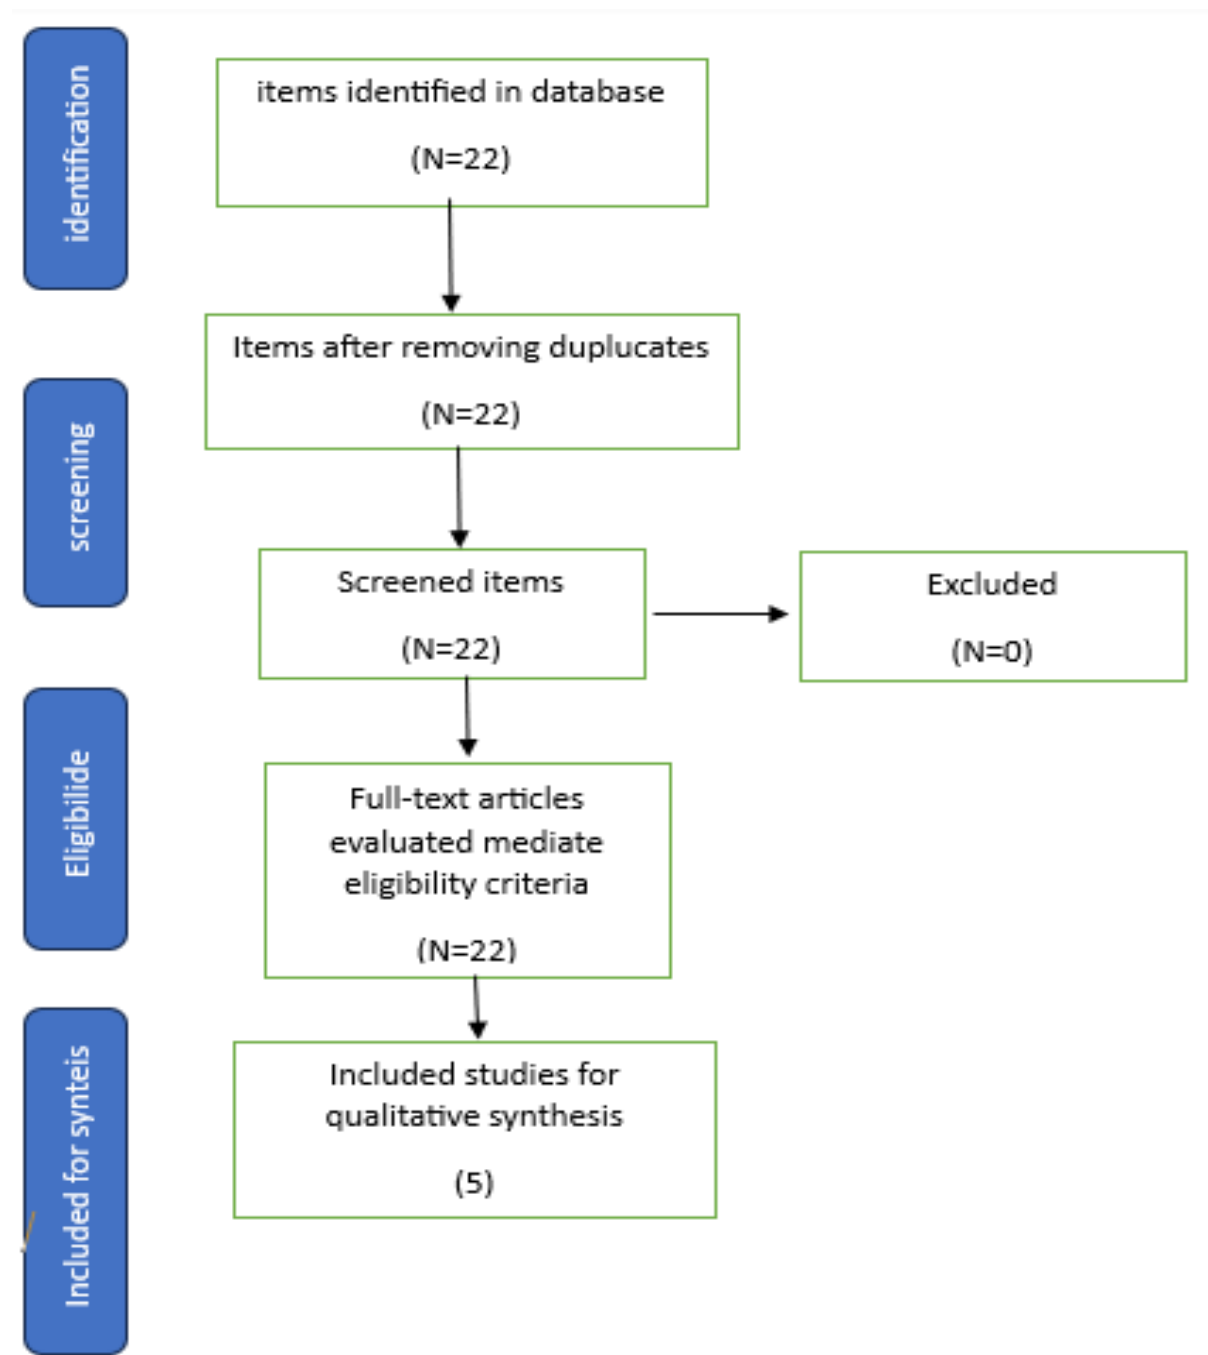 identification
items identified in database
(N=22)
Items after removing duplucates
(N=22)
screening
Screened items
(N=22)
Excluded
(N=0)
Eligibilide
Full-text articles
evaluated mediate
eligibility criteria
(N=22)
Included for synteis
Included studies for
qualitative synthesis
(5)